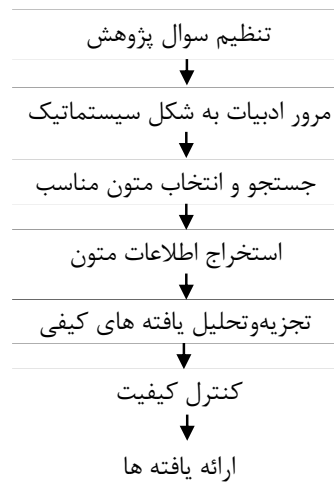 تنظیم سوال پژوهش
مرور ادبیات به شکل سیستماتیک
جستجو و انتخاب متون مناسب
استخراج اطلاعات متون
تجزیه‌وتحلیل یافته های کیفی
کنترل کیفیت
ارائه یافته ها